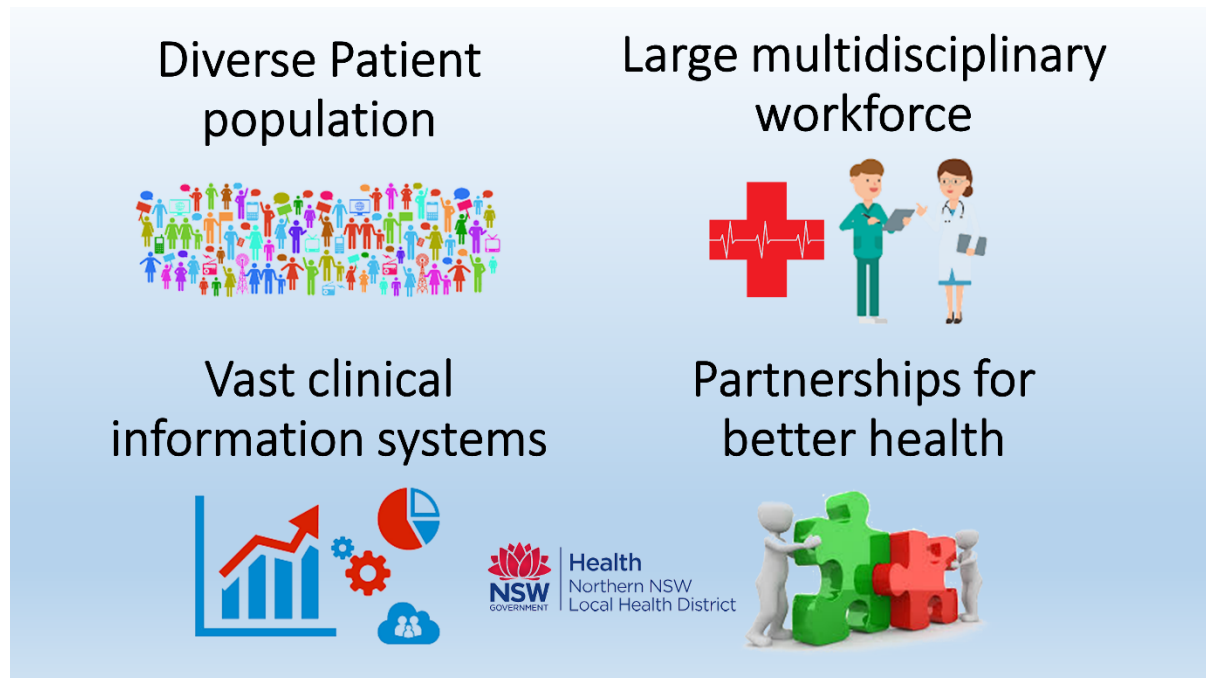 Diverse Patient
population
Large multidisciplinary
workforce
Vast clinical
information systems
Partnerships for
better health
NSW
GOVERNMENT
Health
Northern NSW
Local Health District